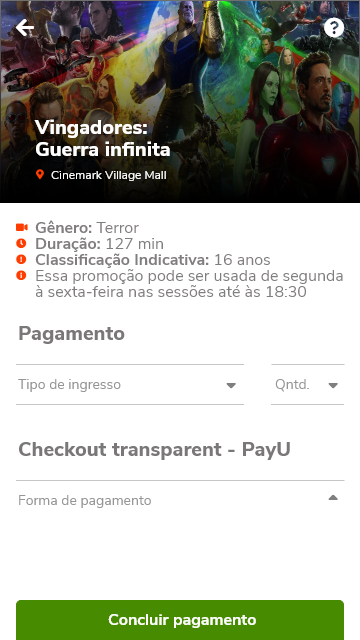 Vingadores:
Guerra infinita
Cinemark Village Mall
Gênero: Terror
Duração: 127 min
Classificação Indicativa: 16 anos
Essa promoção pode ser usada de segunda
à sexta-feira nas sessões até às 18:30
Pagamento
Tipo de ingresso
Qntd.
Checkout transparent - PayU
Forma de pagamento
Concluir pagamento